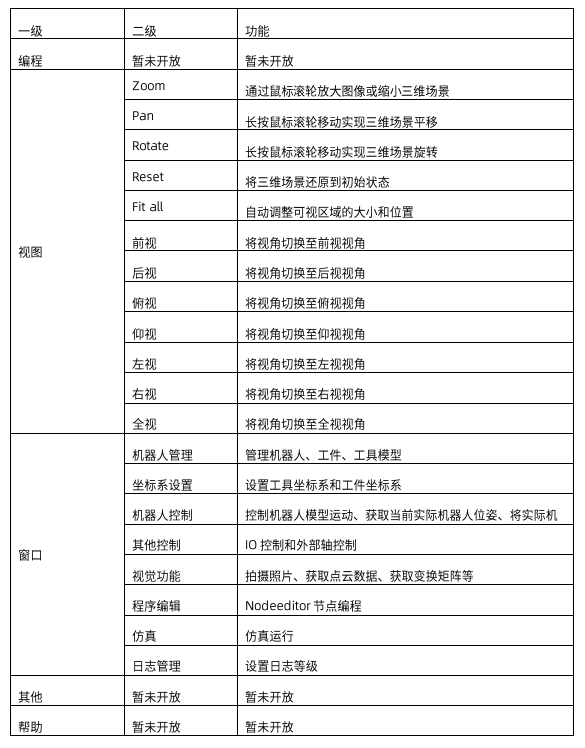 一级 二级 功能
编程 暂未开放 暂未开放
视图 Zoom 通过鼠标滚轮放大图像或缩小三维场景
Pan 长按鼠标滚轮移动实现三维场景平移
Rotate 长按鼠标滚轮移动实现三维场景旋转
Reset 将三维场景还原到初始状态
Fit all 自动调整可视区域的大小和位置
前视 将视角切换至前视视角
后视 将视角切换至后视视角
俯视 将视角切换至俯视视角
仰视 将视角切换至仰视视角
左视 将视角切换至左视视角
右视 将视角切换至右视视角
全视 将视角切换至全视视角
窗口 机器人管理 管理机器人、工件、工具模型
坐标系设置 设置工具坐标系和工件坐标系
机器人控制 控制机器人模型运动、获取当前实际机器人位姿、将实际机
其他控制 IO 控制和外部轴控制
视觉功能 拍摄照片、获取点云数据、获取变换矩阵等
程序编辑 Nodeeditor 节点编程
仿真 仿真运行
日志管理 设置日志等级
其他 暂未开放 暂未开放
帮助 暂未开放 暂未开放